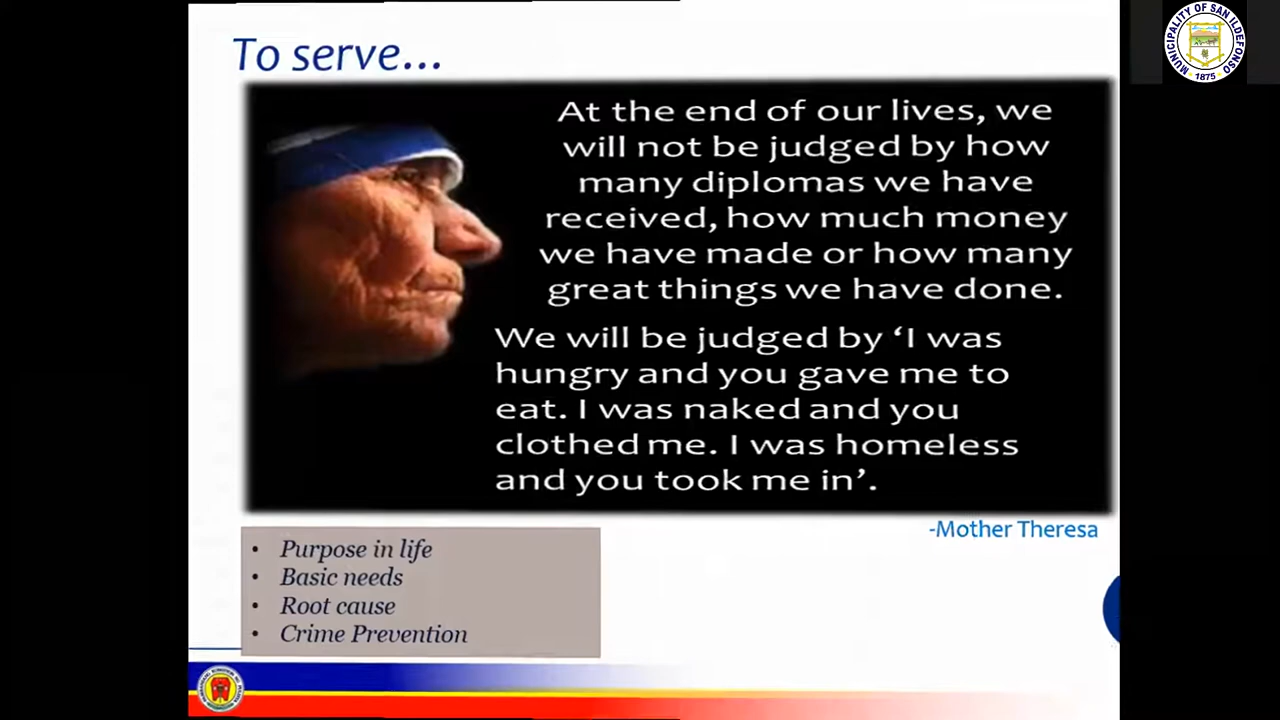 To serve...
MUNICIPALITY OF SAN ILDEFONSO
1875
At the end of our lives, we
will not be judged by how
many diplomas we have
received, how much money
we have made or how many
great things we have done.
We will be judged by ‘I was
hungry and you gave me to
eat. I was naked and you
clothed me. I was homeless
and you took me in’.
-Mother Theresa
• Purpose in life
• Basic needs
• Root cause
• Crime Prevention